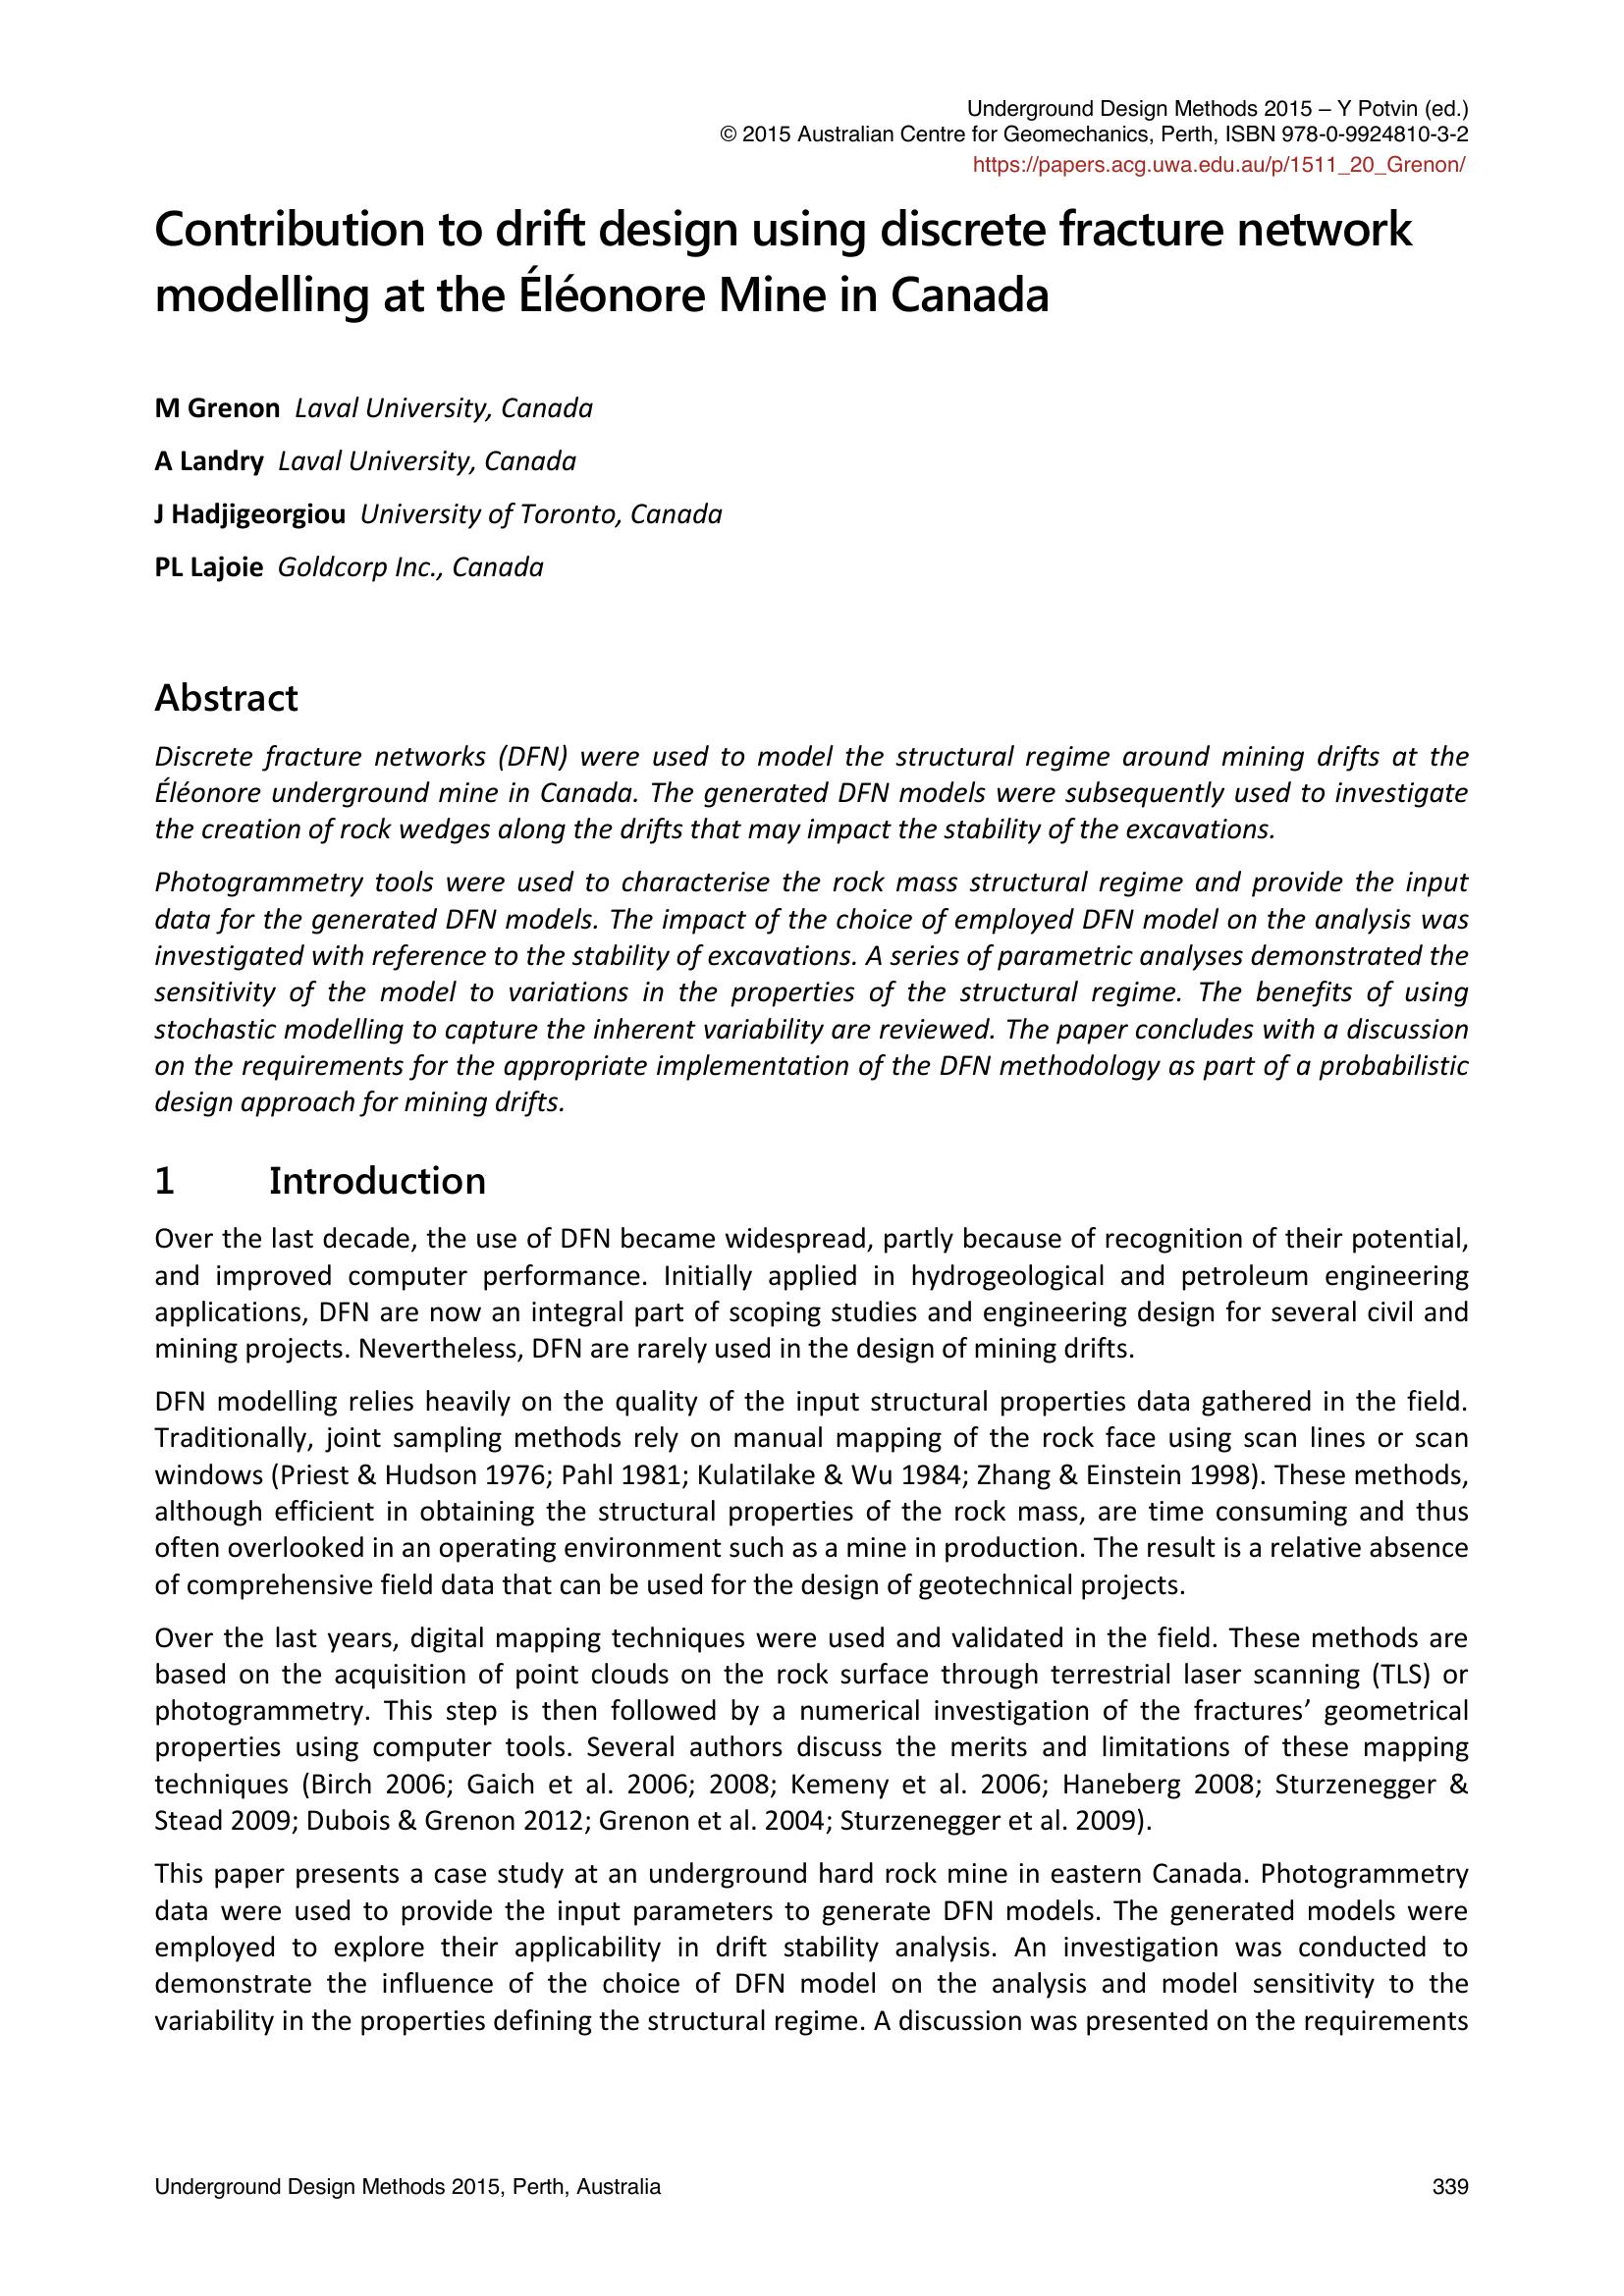 Underground Design Methods 2015 – Y Potvin (ed.)
© 2015 Australian Centre for Geomechanics, Perth, ISBN 978-0-9924810-3-2
https://papers.acg.uwa.edu.au/p/1511_20_Grenon/
Contribution to drift design using discrete fracture network
modelling at the Éléonore Mine in Canada
M Grenon Laval University, Canada
A Landry Laval University, Canada
J Hadjigeorgiou University of Toronto, Canada
PL Lajoie Goldcorp Inc., Canada
Abstract
Discrete fracture networks (DFN) were used to model the structural regime around mining drifts at the
Éléonore underground mine in Canada. The generated DFN models were subsequently used to investigate
the creation of rock wedges along the drifts that may impact the stability of the excavations.
Photogrammetry tools were used to characterise the rock mass structural regime and provide the input
data for the generated DFN models. The impact of the choice of employed DFN model on the analysis was
investigated with reference to the stability of excavations. A series of parametric analyses demonstrated the
sensitivity of the model to variations in the properties of the structural regime. The benefits of using
stochastic modelling to capture the inherent variability are reviewed. The paper concludes with a discussion
on the requirements for the appropriate implementation of the DFN methodology as part of a probabilistic
design approach for mining drifts.
1 Introduction
Over the last decade, the use of DFN became widespread, partly because of recognition of their potential,
and improved computer performance. Initially applied in hydrogeological and petroleum engineering
applications, DFN are now an integral part of scoping studies and engineering design for several civil and
mining projects. Nevertheless, DFN are rarely used in the design of mining drifts.
DFN modelling relies heavily on the quality of the input structural properties data gathered in the field.
Traditionally, joint sampling methods rely on manual mapping of the rock face using scan lines or scan
windows (Priest & Hudson 1976; Pahl 1981; Kulatilake & Wu 1984; Zhang & Einstein 1998). These methods,
although efficient in obtaining the structural properties of the rock mass, are time consuming and thus
often overlooked in an operating environment such as a mine in production. The result is a relative absence
of comprehensive field data that can be used for the design of geotechnical projects.
Over the last years, digital mapping techniques were used and validated in the field. These methods are
based on the acquisition of point clouds on the rock surface through terrestrial laser scanning (TLS) or
photogrammetry. This step is then followed by a numerical investigation of the fractures’ geometrical
properties using computer tools. Several authors discuss the merits and limitations of these mapping
techniques (Birch 2006; Gaich et al. 2006; 2008; Kemeny et al. 2006; Haneberg 2008; Sturzenegger &
Stead 2009; Dubois & Grenon 2012; Grenon et al. 2004; Sturzenegger et al. 2009).
This paper presents a case study at an underground hard rock mine in eastern Canada. Photogrammetry
data were used to provide the input parameters to generate DFN models. The generated models were
employed to explore their applicability in drift stability analysis. An investigation was conducted to
demonstrate the influence of the choice of DFN model on the analysis and model sensitivity to the
variability in the properties defining the structural regime. A discussion was presented on the requirements
Underground Design Methods 2015, Perth, Australia
339